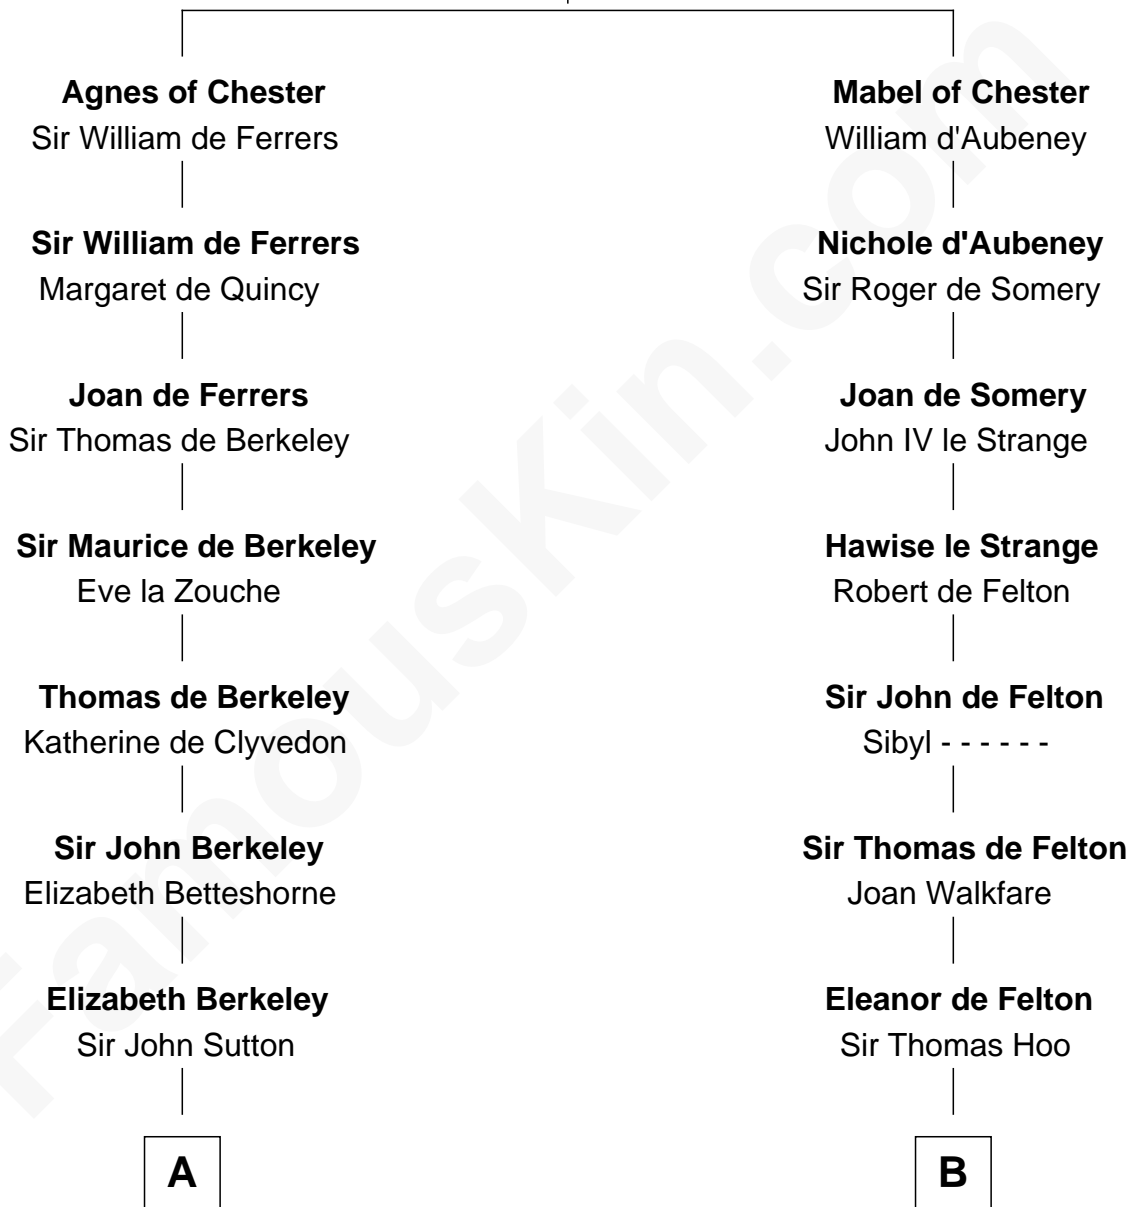 Agnes of Chester
Sir William de Ferrers
Sir William de Ferrers
Margaret de Quincy
Joan de Ferrers
Sir Thomas de Berkeley
Sir Maurice de Berkeley
Eve la Zouche
Thomas de Berkeley
Katherine de Clyvedon
Sir John Berkeley
Elizabeth Betteshorne
Elizabeth Berkeley
Sir John Sutton
A
Mabel of Chester
William d'Aubeney
Nichole d'Aubeney
Sir Roger de Somery
Joan de Somery
John IV le Strange
Hawise le Strange
Robert de Felton
Sir John de Felton
Sibyl - - - - - -
Sir Thomas de Felton
Joan Walkfare
Eleanor de Felton
Sir Thomas Hoo
B
FamousKin.com